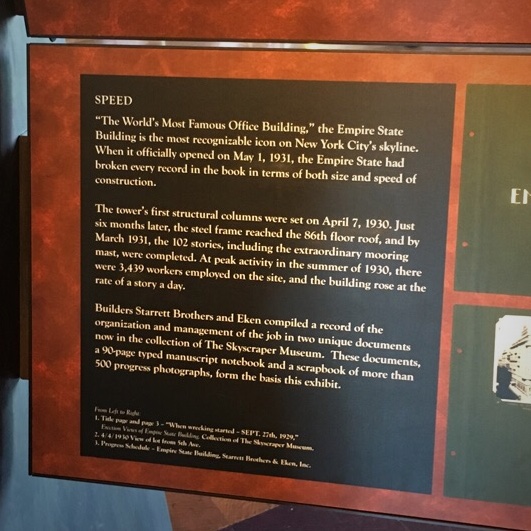 SPEED
"The World's Most Famous Office Building," the Empire State
Building is the most recognizable icon on New York City's skyline.
When it officially opened on May 1, 1931, the Empire State had
broken every record in the book in terms of both size and speed of
construction.
The tower's first structural columns were set on April 7, 1930. Just
six months later, the steel frame reached the 86th floor roof, and by
March 1931, the 102 stories, including the extraordinary mooring
mast, were completed. At peak activity in the summer of 1930, there
were 3,439 workers employed on the site, and the building rose at the
rate of a story a day.
Builders Starrett Brothers and Eken compiled a record of the
organization and management of the job in two unique documents
now in the collection of The Skyscraper Museum. These documents,
a 90-page typed manuscript notebook and a scrapbook of more than
500 progress photographs, form the basis this exhibit.
From Left to Right:
1. Title page and page 3 – "When wrecking started – SEPT. 27th, 1929,"
Erection Views of Empire State Building, Collection of The Skyscraper Museum.
2. 4/4/1930 View of lot from 5th Ave.
3. Progress Schedule – Empire State Building, Starrett Brothers & Eken, Inc.